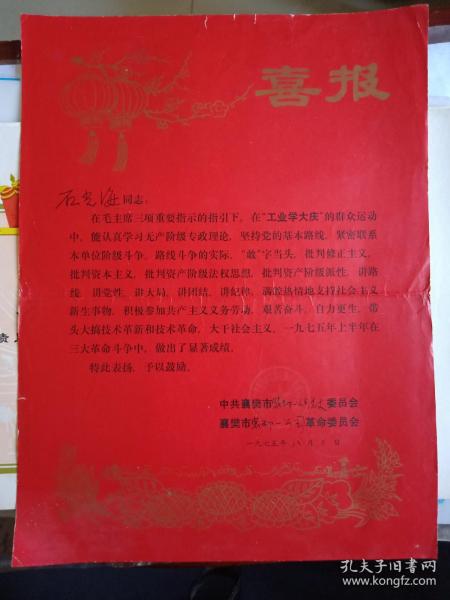 喜报
石光海同志：
在毛主席三项重要指示的指引下，在“工业学大庆”的群众运动
中，能认真学习无产阶级专政理论，坚持党的基本路线，紧密联系
本单位阶级斗争、路线斗争的实际，“敢”字当头，批判修正主义，
批判资本主义，批判资产阶级法权思想，批判资产阶级派性，讲路
线，讲党性，讲大局，讲团结，讲纪律，满腔热情地支持社会主义
新生事物，积极参加共产主义义务劳动，艰苦奋斗，自力更生，带
头大搞技术革新和技术革命，大干社会主义，一九七五年上半年在
三大革命斗争中，做出了显著成绩。
特此表扬，予以鼓励。
中共襄樊市委员会
襄樊市革命委员会
一九七五年八月 日
孔夫子旧书网
www.kongfz.com